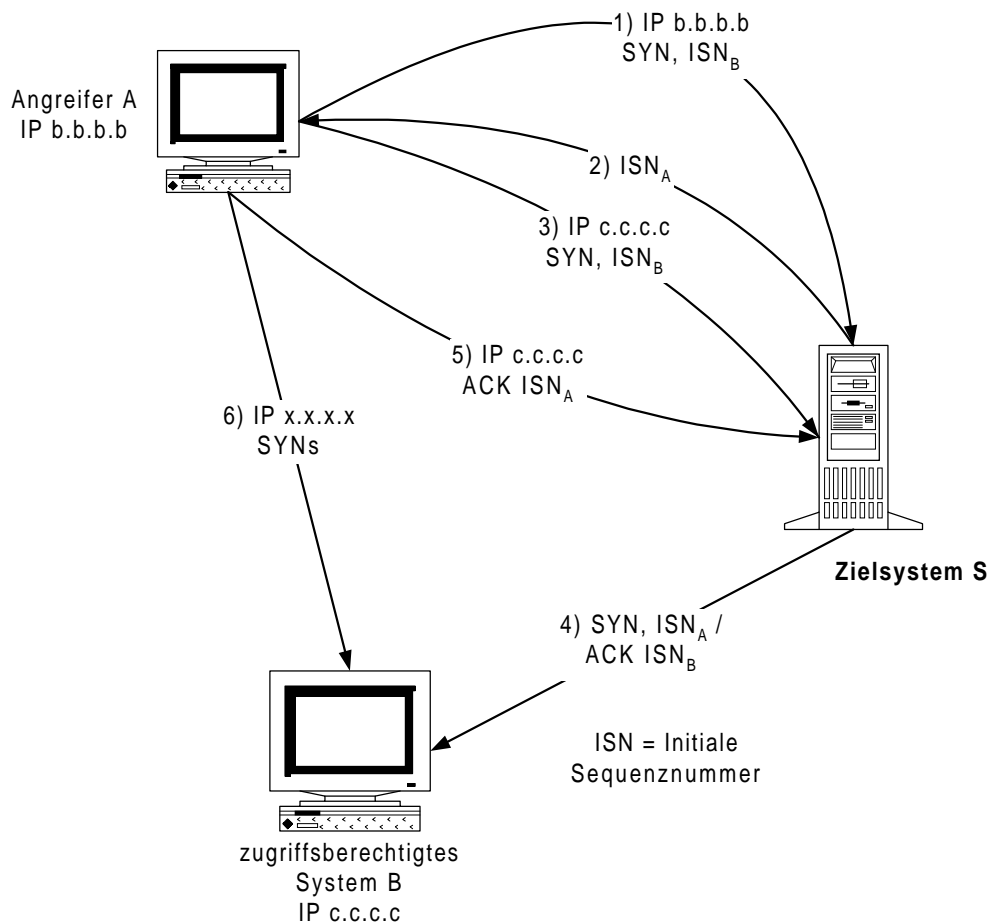 1) IP b.b.b.b
SYN, ISN_B
Angreifer A
IP b.b.b.b
2) ISN_A
3) IP c.c.c.c
SYN, ISN_B
5) IP c.c.c.c
ACK ISN_A
6) IP x.x.x.x
SYNs
Zielsystem S
4) SYN, ISN_A /
ACK ISN_B
ISN = Initiale
Sequenznummer
zugriffsberechtigtes
System B
IP c.c.c.c